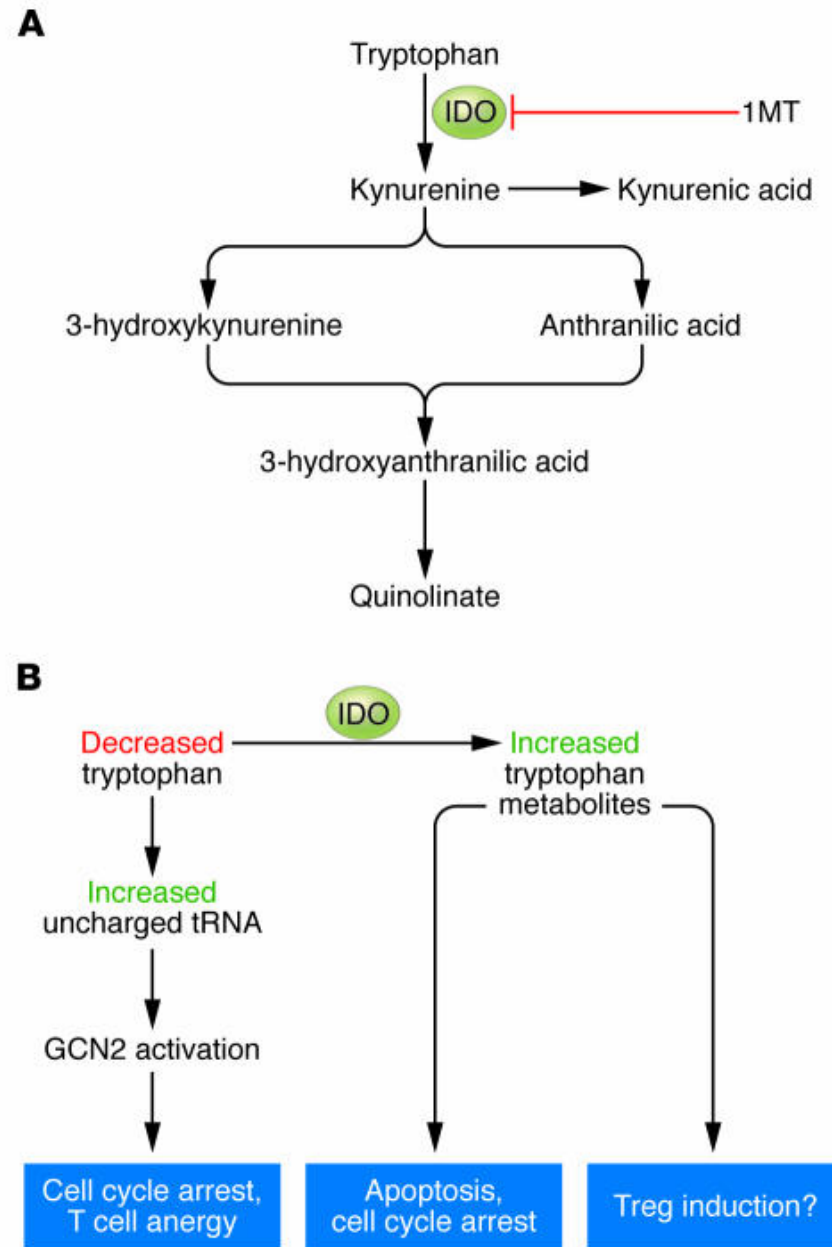 A
Tryptophan
IDO
1MT
Kynurenine
Kynurenic acid
3-hydroxykynurenine
Anthranilic acid
3-hydroxyanthranilic acid
Quinolinate
B
IDO
Decreased
tryptophan
Increased
tryptophan
metabolites
Increased
uncharged tRNA
GCN2 activation
Cell cycle arrest,
T cell anergy
Apoptosis,
cell cycle arrest
Treg induction?